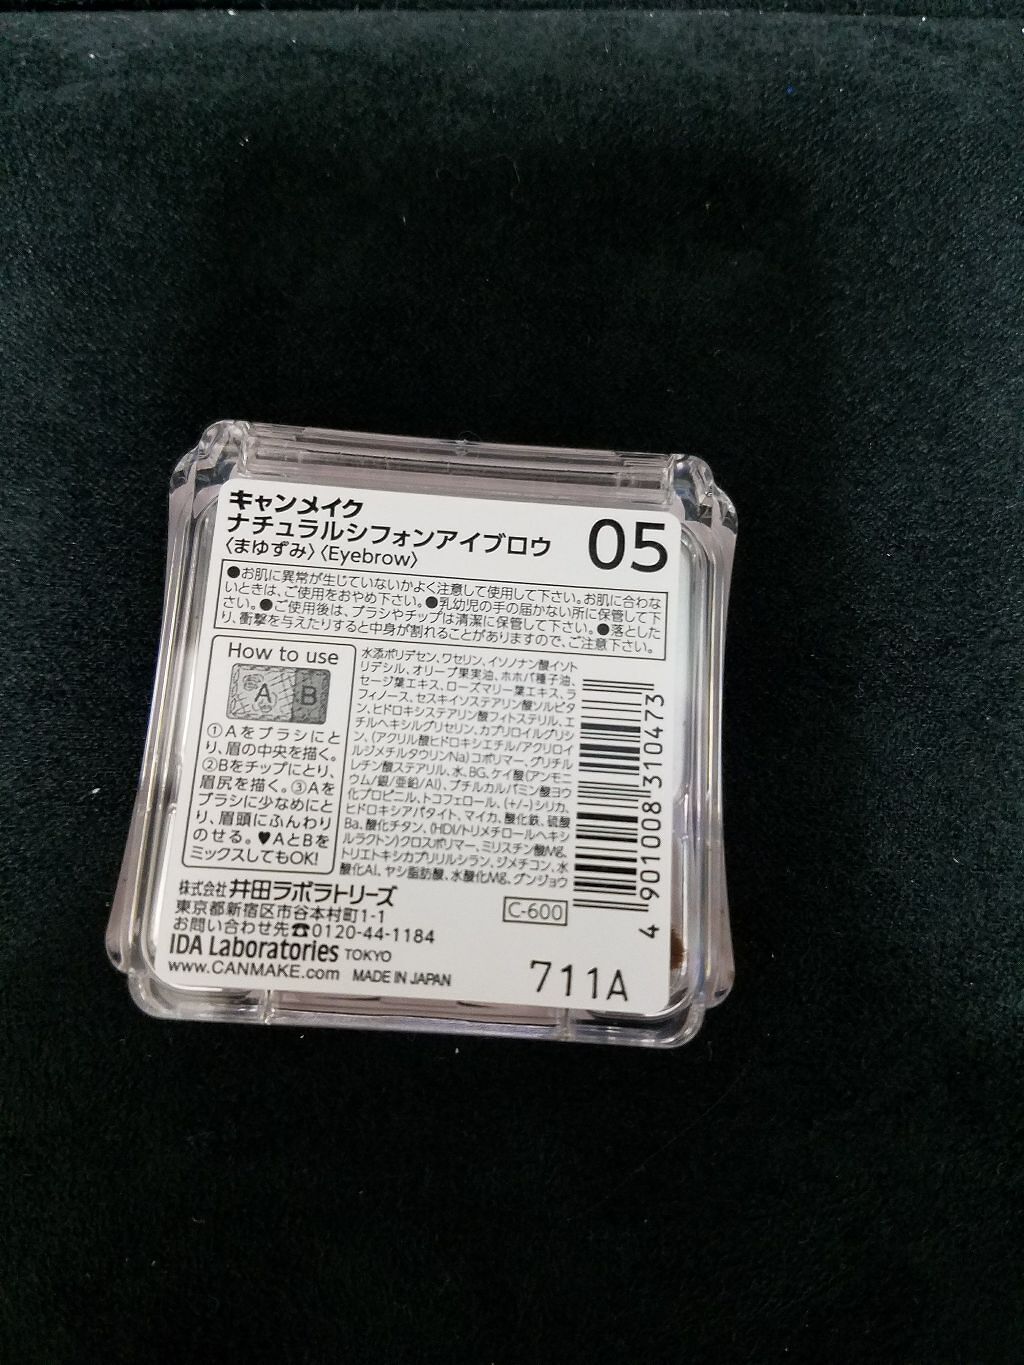 キャンメイク
ナチュラルシフォンアイブロウ
〈まゆずみ〉〈Eyebrow〉
05
●お肌に異常が生じていないかよく注意して使用して下さい。お肌に合わな
いときは、ご使用をおやめ下さい。●乳幼児の手の届かない所に保管して下
さい。●ご使用後は、ブラシやチップは清潔に保管して下さい。●落とした
り、衝撃を与えたりすると中身が割れることがありますので、ご注意下さい。
How to use
A B
①Aをブラシにと
り、眉の中央を描く。
②Bをチップにとり、
眉尻を描く。③Aを
ブラシに少なめにと
り、眉頭にふんわり
のせる。♥AとBを
ミックスしてもOK!
水添ポリデセン、ワセリン、イソノナン酸イソト
リデシル、オリーブ果実油、ホホバ種子油、
セージ葉エキス、ローズマリー葉エキス、ラ
フィノース、セスキイソステアリン酸ソルビタ
ン、ヒドロキシステアリン酸フィトステリル、エ
チルヘキシルグリセリン、カプリロイルグリシ
ン、(アクリル酸ヒドロキシエチル/アクリロイ
ルジメチルタウリンNa)コポリマー、グリチル
レチン酸ステアリル、水、BG、ケイ酸(アンモニ
ウム/銀/亜鉛/Al)、ブチルカルバミン酸ヨウ
化プロピニル、トコフェロール、(+/-)シリカ、
ヒドロキシアパタイト、マイカ、酸化鉄、硫酸
Ba、酸化チタン、(HDI/トリメチロールヘキシ
ルラクトン)クロスポリマー、ミリスチン酸Mg、
トリエトキシカプリリルシラン、ジメチコン、水
酸化Al、ヤシ脂肪酸、水酸化Mg、グンジョウ
4 901008 310473
株式会社 井田ラボラトリーズ
東京都新宿区市谷本村町1-1
お問い合わせ先☎0120-44-1184
IDA Laboratories TOKYO
www.CANMAKE.com MADE IN JAPAN
C-600
711A